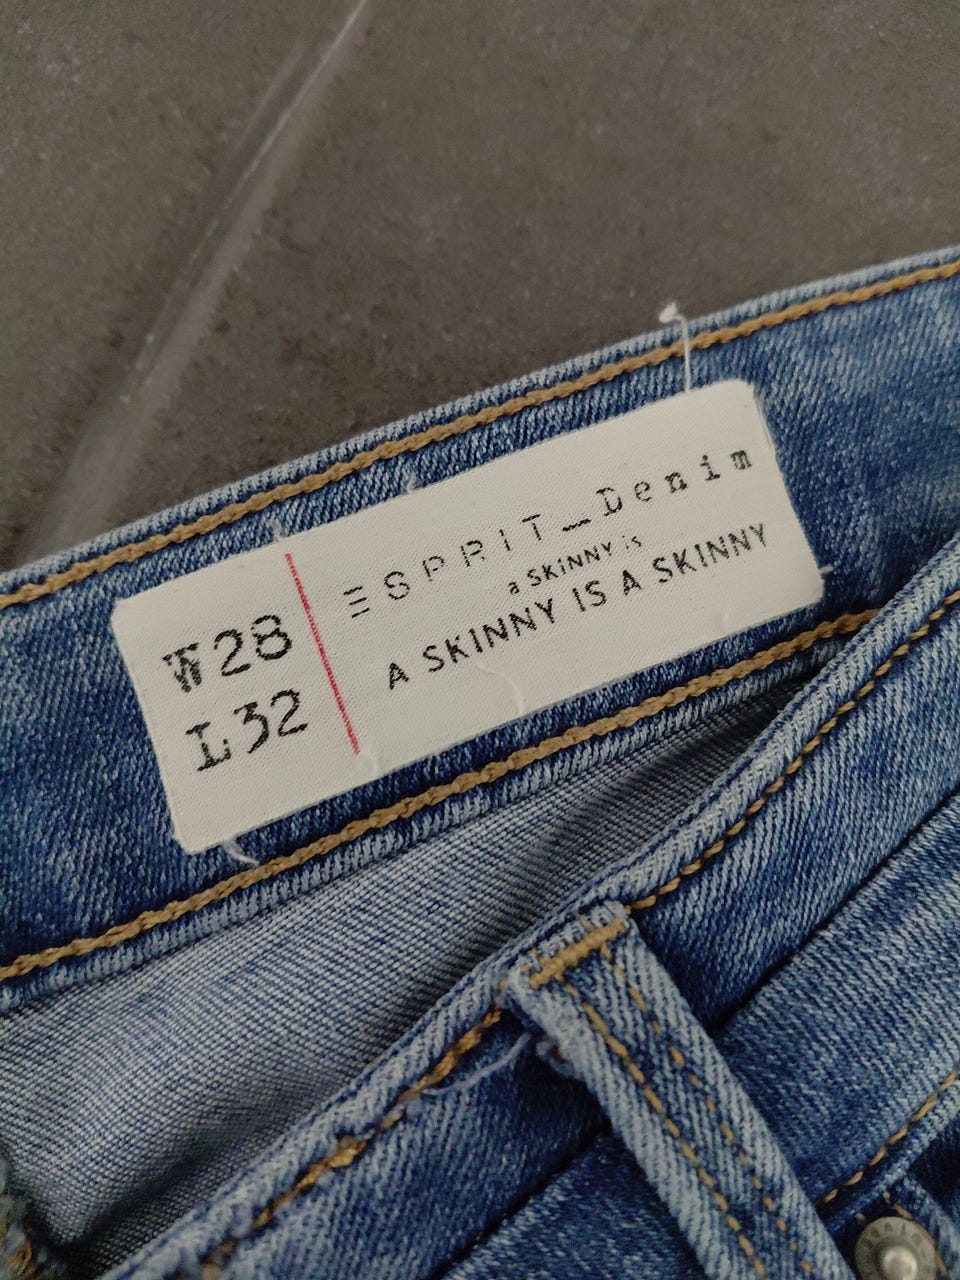 W28
L32
ESPRIT_Denim
a SKiNNY is
A SKINNY IS A SKINNY